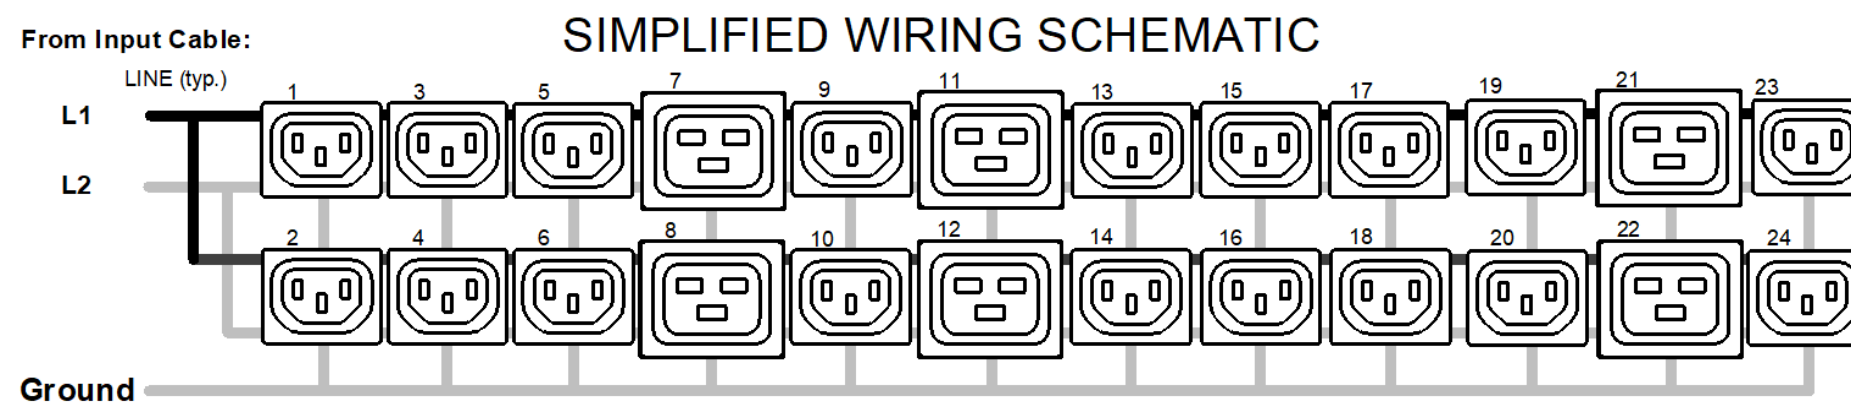 SIMPLIFIED WIRING SCHEMATIC
From Input Cable:
LINE (typ.)
1 3 5 7 9 11 13 15 17 19 21 23
L1
L2
2 4 6 8 10 12 14 16 18 20 22 24
Ground